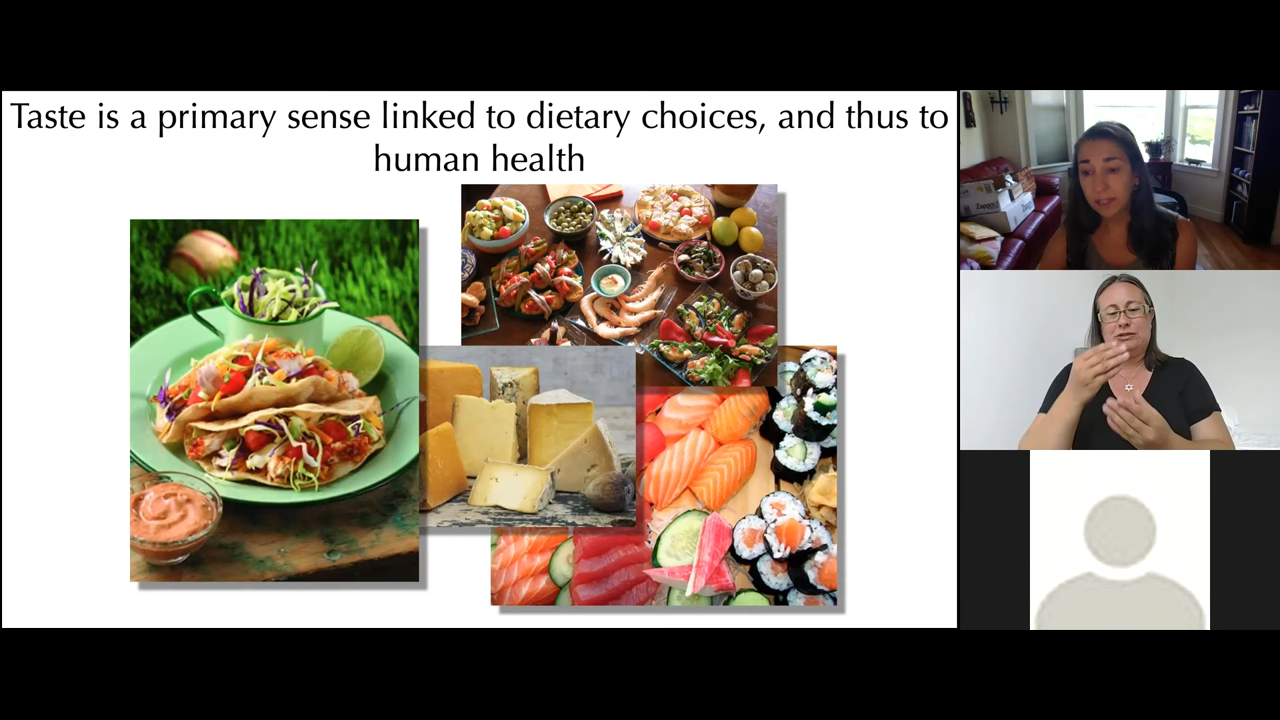 Taste is a primary sense linked to dietary choices, and thus to
human health